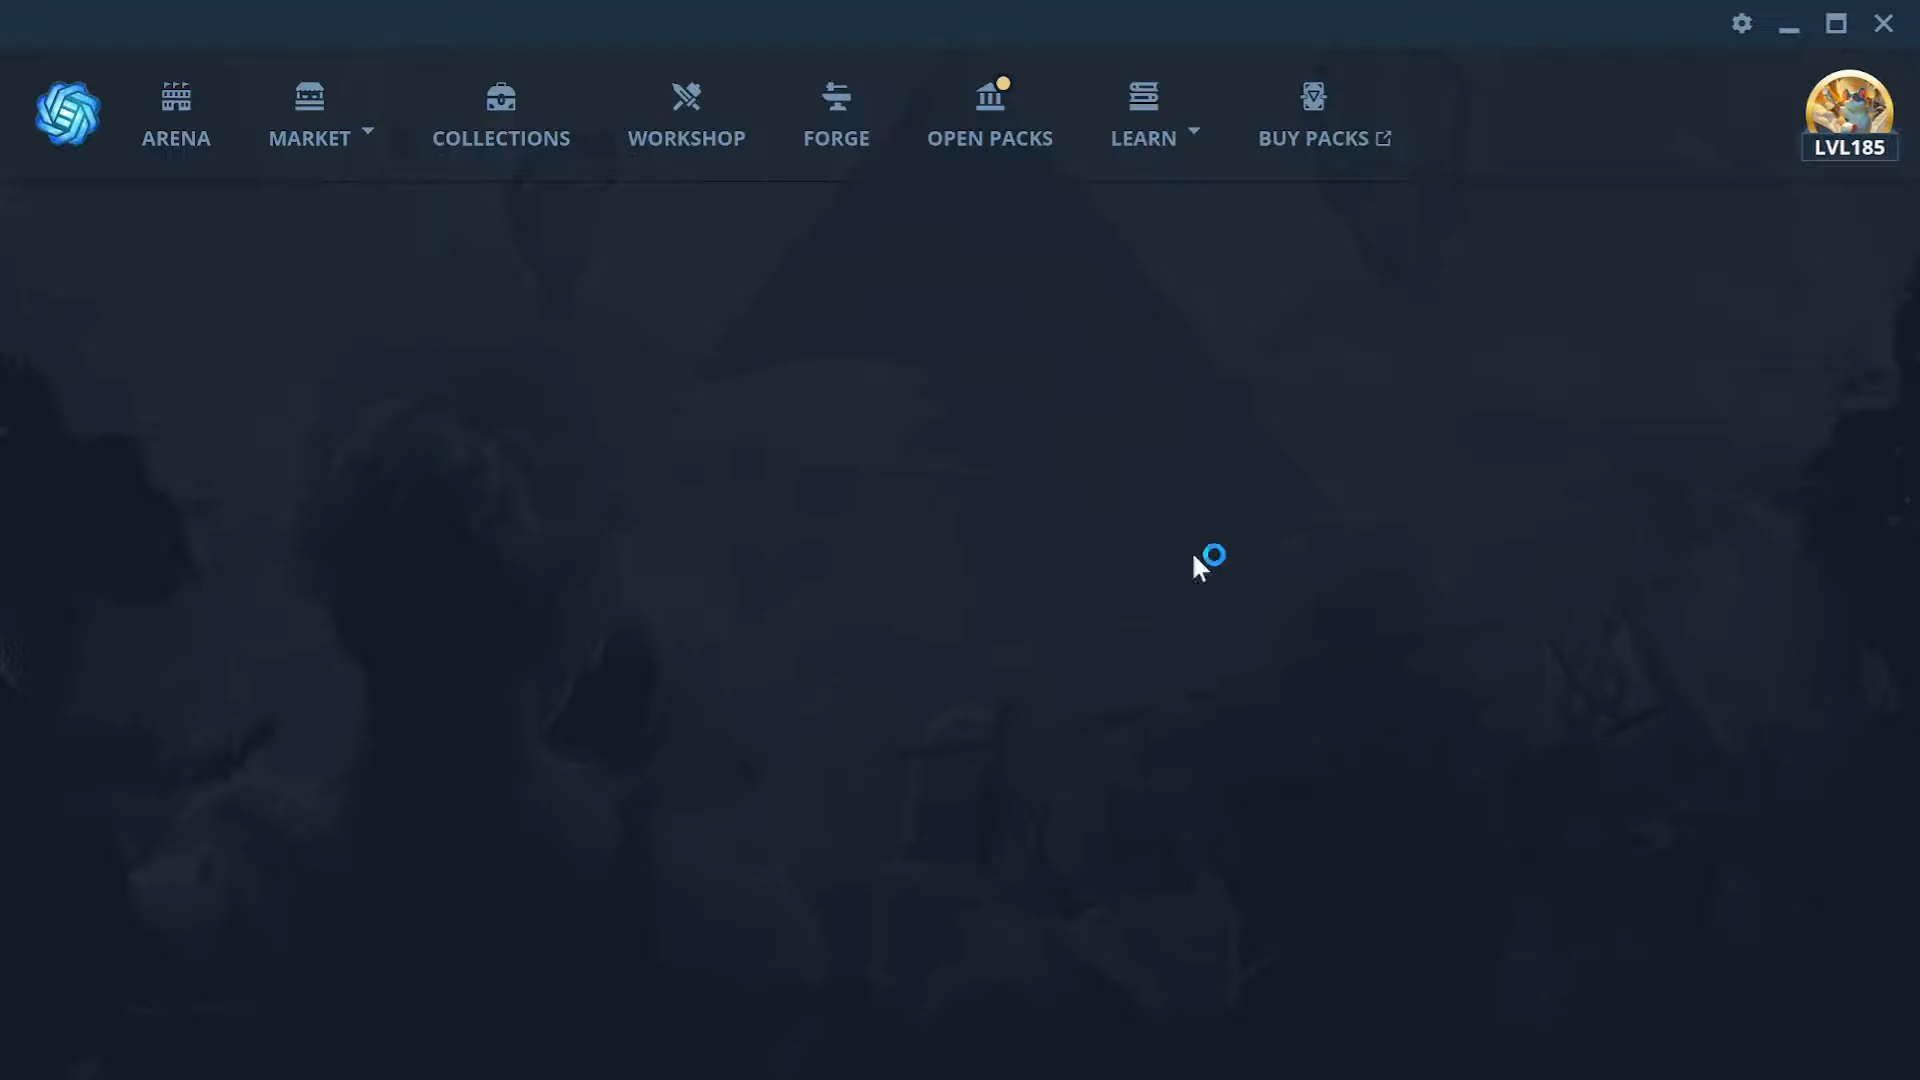 ARENA
MARKET
COLLECTIONS
WORKSHOP
FORGE
OPEN PACKS
LEARN
BUY PACKS
LVL185